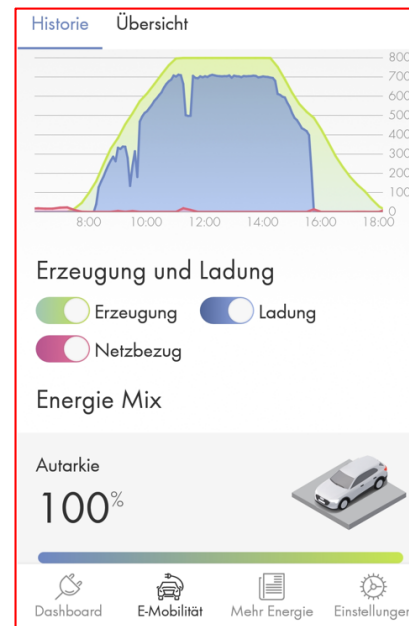 Historie Übersicht
800
700
600
500
400
300
200
100
0
8:00 10:00 12:00 14:00 16:00 18:00
Erzeugung und Ladung
Erzeugung Ladung
Netzbezug
Energie Mix
Autarkie
100%
Dashboard E-Mobilität Mehr Energie Einstellungen